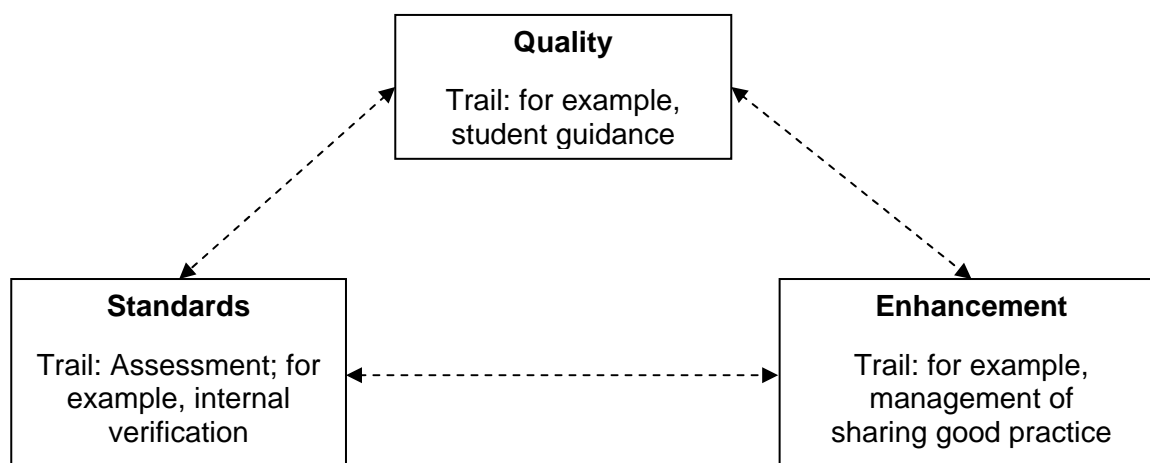 Quality
Trail: for example,
student guidance
Standards
Trail: Assessment; for
example, internal
verification
Enhancement
Trail: for example,
management of
sharing good practice